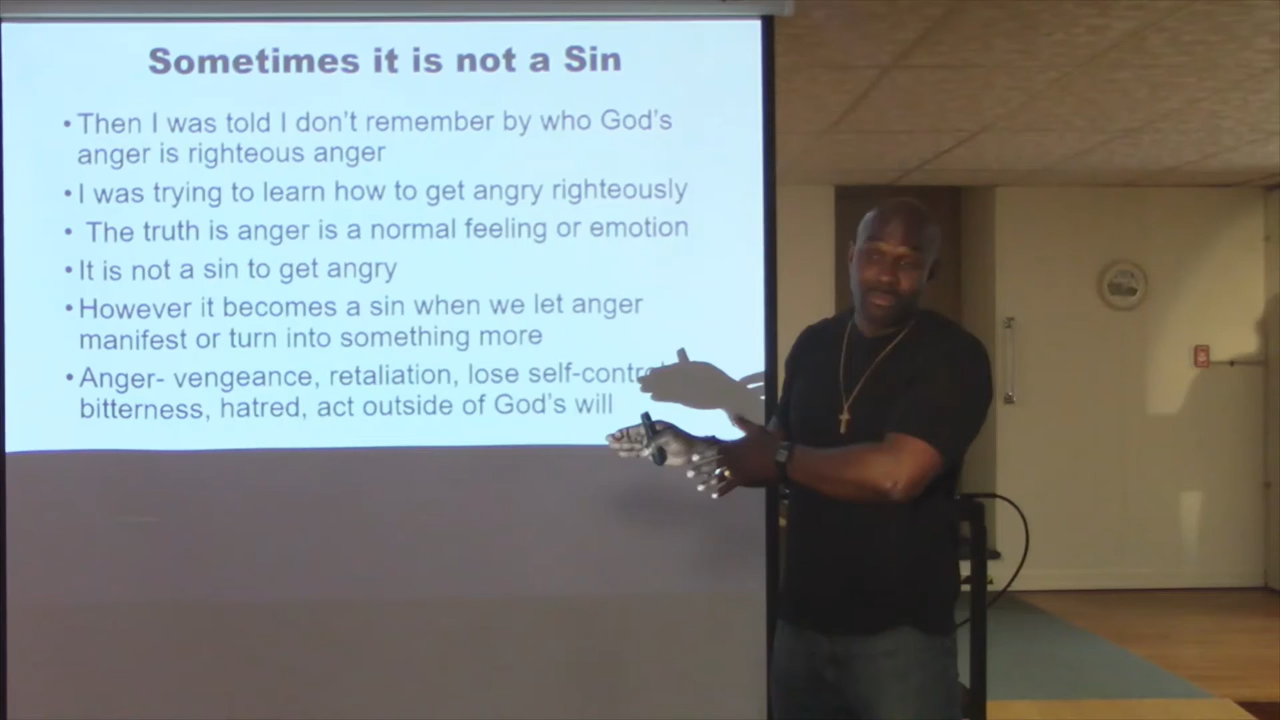 Sometimes it is not a Sin
• Then I was told I don't remember by who God's
anger is righteous anger
• I was trying to learn how to get angry righteously
• The truth is anger is a normal feeling or emotion
• It is not a sin to get angry
• However it becomes a sin when we let anger
manifest or turn into something more
• Anger- vengeance, retaliation, lose
bitterness, hatred, act outside of God's will